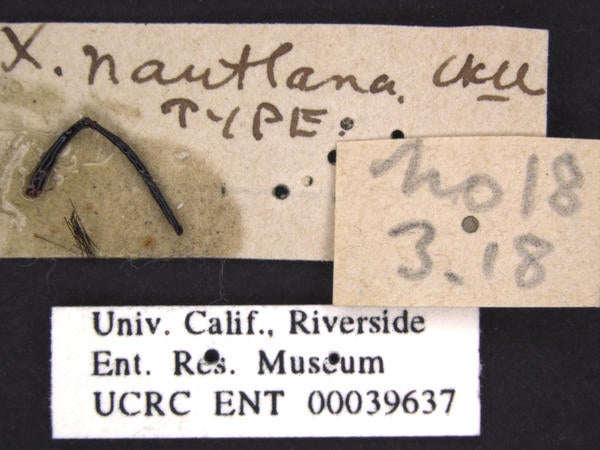 X. nautlana, Ckll
TYPE.
no 18
3.18
Univ. Calif., Riverside
Ent. Res. Museum
UCRC ENT 00039637